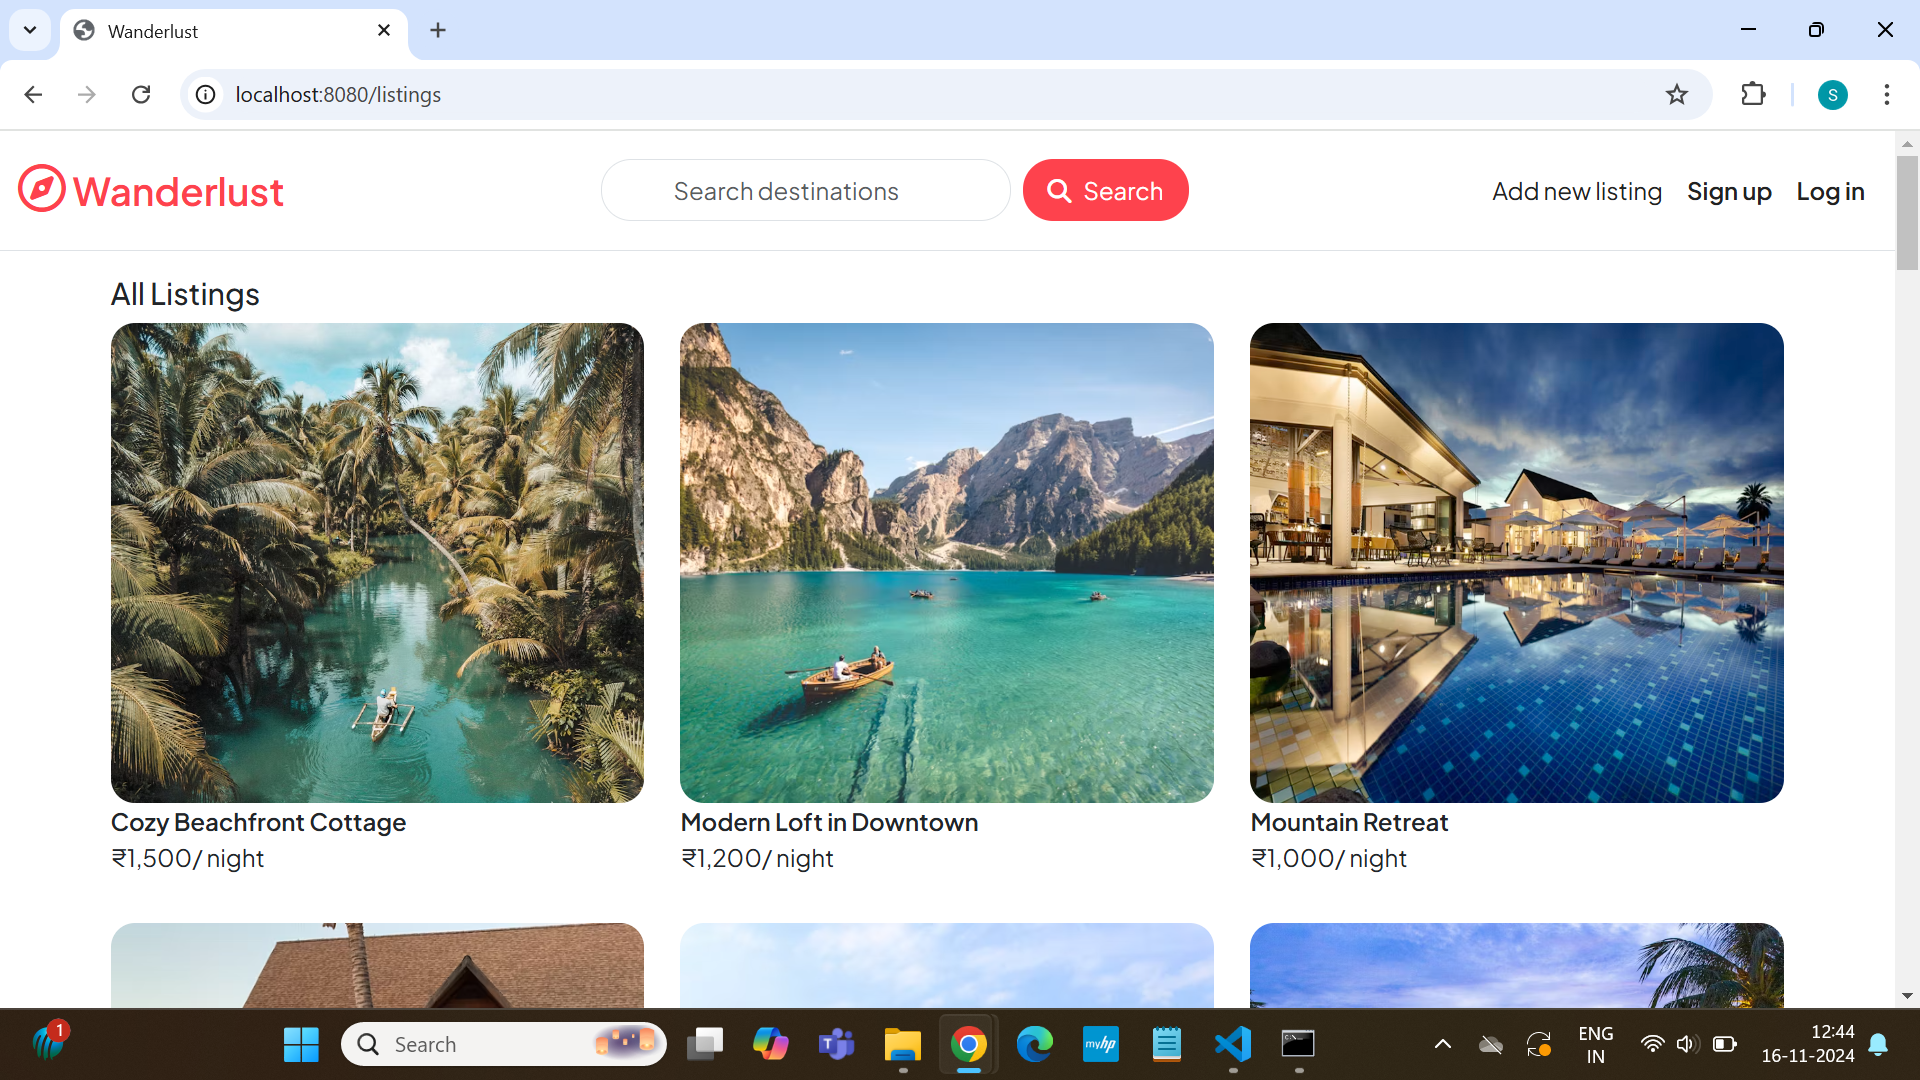 Wanderlust
localhost:8080/listings
S
Wanderlust
Search destinations
Search
Add new listing
Sign up
Log in
All Listings
Cozy Beachfront Cottage
₹1,500/ night
Modern Loft in Downtown
₹1,200/ night
Mountain Retreat
₹1,000/ night
1
Search
T
myhp
C:\_
ENG
IN
12:44
16-11-2024